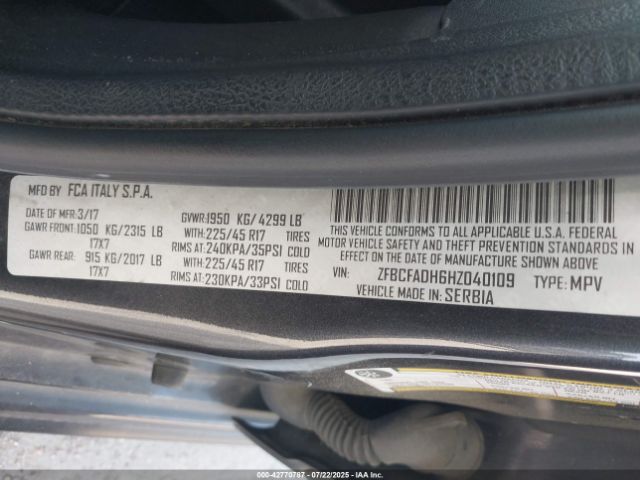 MFD BY FCA ITALY S.P.A.
DATE OF MFR:3/17 GVWR:1950 KG/4299 LB
GAWR FRONT:1050 KG/2315 LB WITH:225/45 R17 TIRES
17X7 RIMS AT:240KPA/35PSI COLD
GAWR REAR: 915 KG/2017 LB WITH:225/45 R17 TIRES
17X7 RIMS AT:230KPA/33PSI COLD
THIS VEHICLE CONFORMS TO ALL APPLICABLE U.S.A. FEDERAL
MOTOR VEHICLE SAFETY, BUMPER, AND THEFT PREVENTION STANDARDS IN
EFFECT ON THE DATE OF MANUFACTURE SHOWN ABOVE
VIN: ZFBCFADH6HZ040109 TYPE: MPV
VEHICLE MADE IN: SERBIA
000-42770787 - 07/22/2025 - IAAI.COM